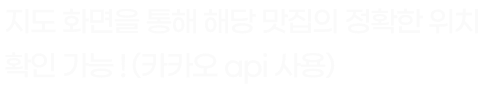 지도 화면을 통해 해당 맛집의 정확한 위치
확인 가능 ! (카카오 api 사용)